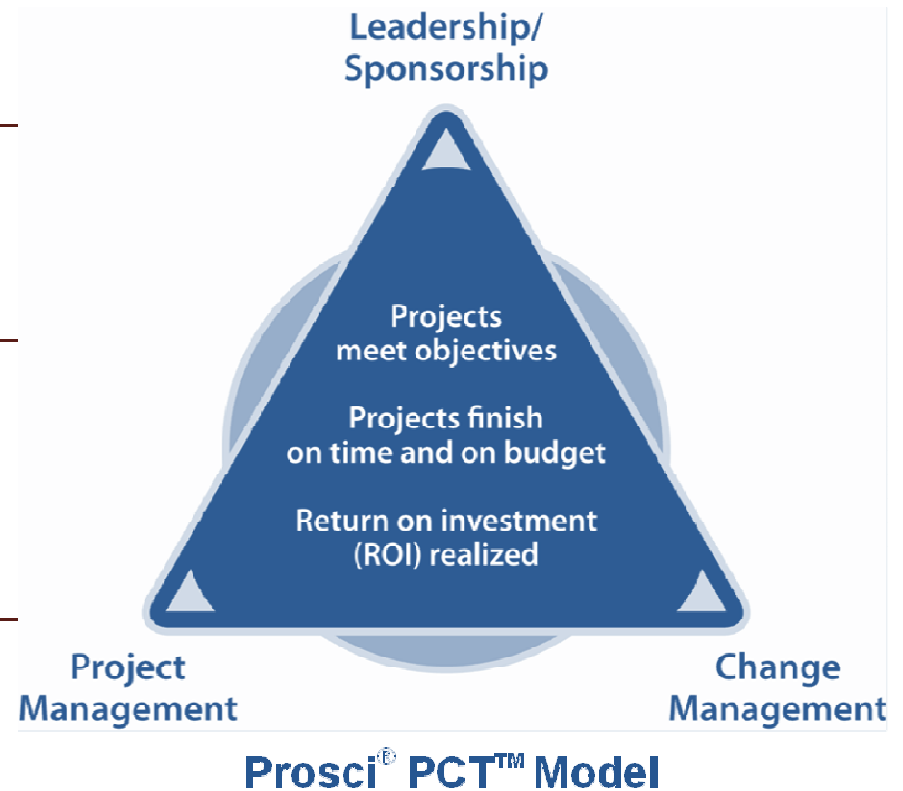 Leadership/
Sponsorship
Projects
meet objectives
Projects finish
on time and on budget
Return on investment
(ROI) realized
Project
Management
Change
Management
Prosci® PCT™ Model